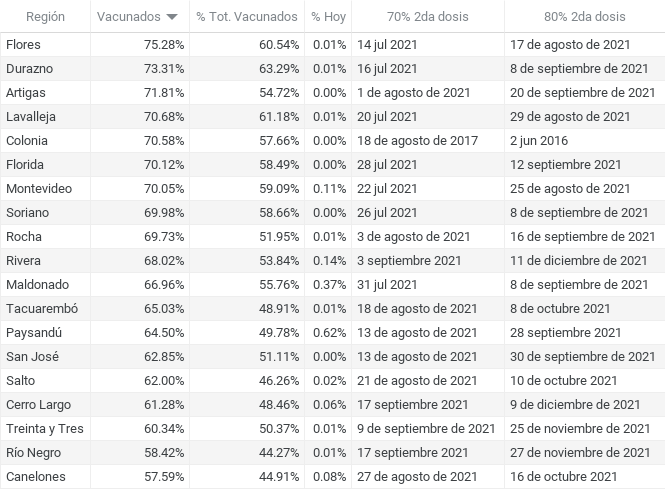 Región Vacunados % Tot. Vacunados % Hoy 70% 2da dosis 80% 2da dosis
Flores 75.28% 60.54% 0.01% 14 jul 2021 17 de agosto de 2021
Durazno 73.31% 63.29% 0.01% 16 jul 2021 8 de septiembre de 2021
Artigas 71.81% 54.72% 0.00% 1 de agosto de 2021 20 de septiembre de 2021
Lavalleja 70.68% 61.18% 0.01% 20 jul 2021 29 de agosto de 2021
Colonia 70.58% 57.66% 0.00% 18 de agosto de 2017 2 jun 2016
Florida 70.12% 58.49% 0.00% 28 jul 2021 12 septiembre 2021
Montevideo 70.05% 59.09% 0.11% 22 jul 2021 25 de agosto de 2021
Soriano 69.98% 58.66% 0.00% 26 jul 2021 8 de septiembre de 2021
Rocha 69.73% 51.95% 0.01% 3 de agosto de 2021 16 de septiembre de 2021
Rivera 68.02% 53.84% 0.14% 3 septiembre 2021 11 de diciembre de 2021
Maldonado 66.96% 55.76% 0.37% 31 jul 2021 8 de septiembre de 2021
Tacuarembó 65.03% 48.91% 0.01% 18 de agosto de 2021 8 de octubre 2021
Paysandú 64.50% 49.78% 0.62% 13 de agosto de 2021 28 septiembre 2021
San José 62.85% 51.11% 0.00% 13 de agosto de 2021 30 de septiembre de 2021
Salto 62.00% 46.26% 0.02% 21 de agosto de 2021 10 de octubre 2021
Cerro Largo 61.28% 48.46% 0.06% 17 septiembre 2021 9 de diciembre de 2021
Treinta y Tres 60.34% 50.37% 0.01% 9 de septiembre de 2021 25 de noviembre de 2021
Río Negro 58.42% 44.27% 0.01% 17 septiembre 2021 27 de noviembre de 2021
Canelones 57.59% 44.91% 0.08% 27 de agosto de 2021 16 de octubre 2021